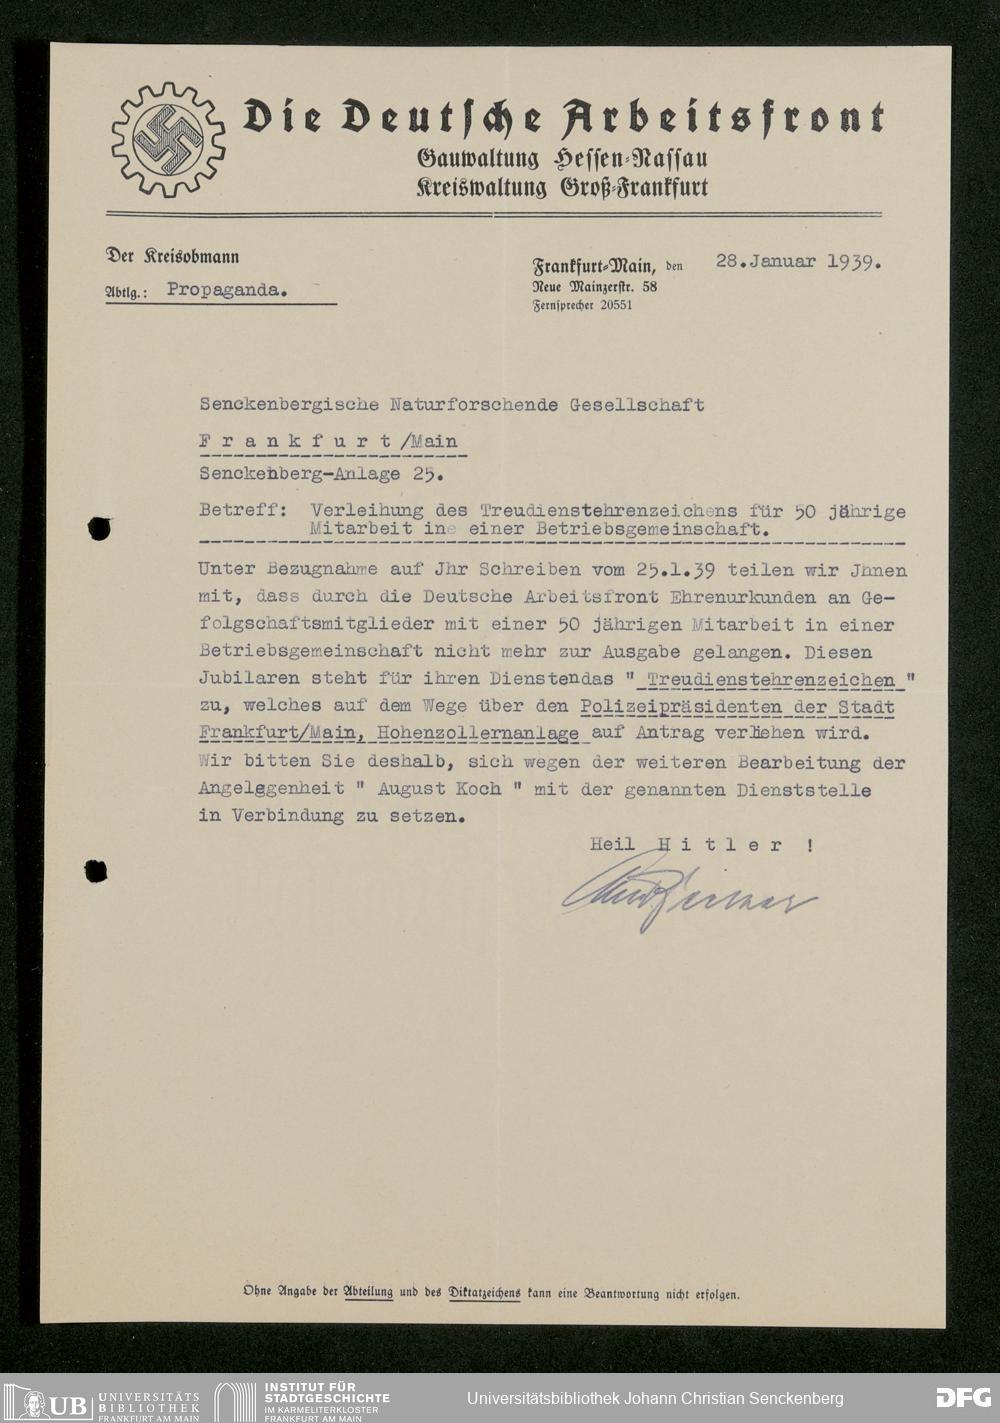 Die Deutsche Arbeitsfront
Gauwaltung Hessen-Nassau
Kreiswaltung Groß-Frankfurt
Der Kreisobmann
Abtlg.: Propaganda.
Frankfurt-Main, den 28.Januar 1939.
Neue Mainzerstr. 58
Fernsprecher 20551
Senckenbergische Naturforschende Gesellschaft
F r a n k f u r t /Main
Senckenberg-Anlage 25.
Betreff: Verleihung des Treudienstehrenzeichens für 50 jährige
Mitarbeit ine einer Betriebsgemeinschaft.
Unter Bezugnahme auf Jhr Schreiben vom 25.1.39 teilen wir Jhnen
mit, dass durch die Deutsche Arbeitsfront Ehrenurkunden an Ge-
folgschaftsmitglieder mit einer 50 jährigen Mitarbeit in einer
Betriebsgemeinschaft nicht mehr zur Ausgabe gelangen. Diesen
Jubilaren steht für ihren Dienstendas " Treudienstehrenzeichen "
zu, welches auf dem Wege über den Polizeipräsidenten der Stadt
Frankfurt/Main, Hohenzollernanlage auf Antrag verliehen wird.
Wir bitten Sie deshalb, sich wegen der weiteren Bearbeitung der
Angelggenheit " August Koch " mit der genannten Dienststelle
in Verbindung zu setzen.
Heil H i t l e r !
Ohne Angabe der Abteilung und des Diktatzeichens kann eine Beantwortung nicht erfolgen.
UB UNIVERSITÄTS
BIBLIOTHEK
FRANKFURT AM MAIN
INSTITUT FÜR
STADTGESCHICHTE
IM KARMELITERKLOSTER
FRANKFURT AM MAIN
Universitätsbibliothek Johann Christian Senckenberg
DFG